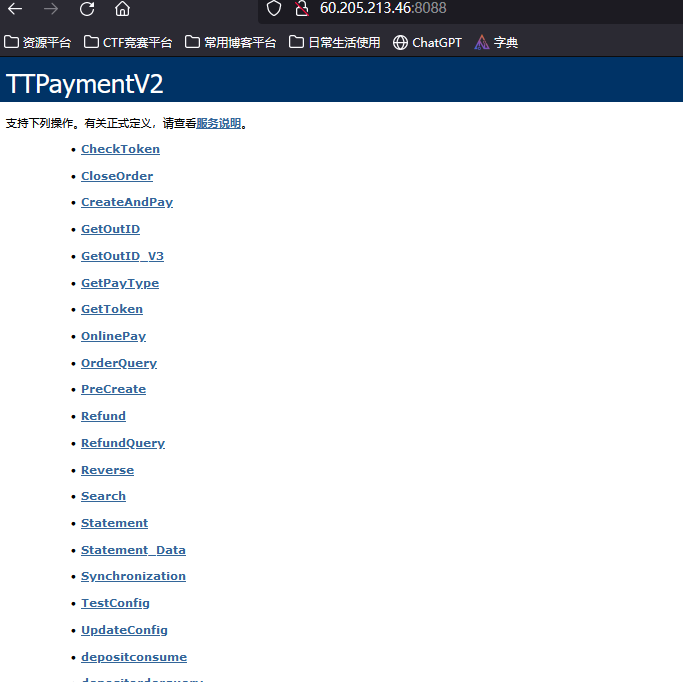 60.205.213.46:8088
资源平台 CTF竞赛平台 常用博客平台 日常生活使用 ChatGPT 字典
TTPaymentV2
支持下列操作。有关正式定义，请查看服务说明。
CheckToken
CloseOrder
CreateAndPay
GetOutID
GetOutID_V3
GetPayType
GetToken
OnlinePay
OrderQuery
PreCreate
Refund
RefundQuery
Reverse
Search
Statement
Statement_Data
Synchronization
TestConfig
UpdateConfig
depositconsume